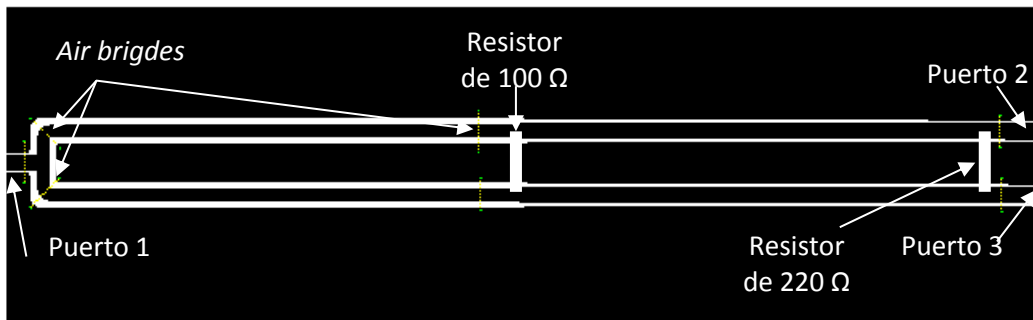 Air brigdes
Resistor
de 100 Ω
Puerto 2
Puerto 1
Resistor
de 220 Ω
Puerto 3